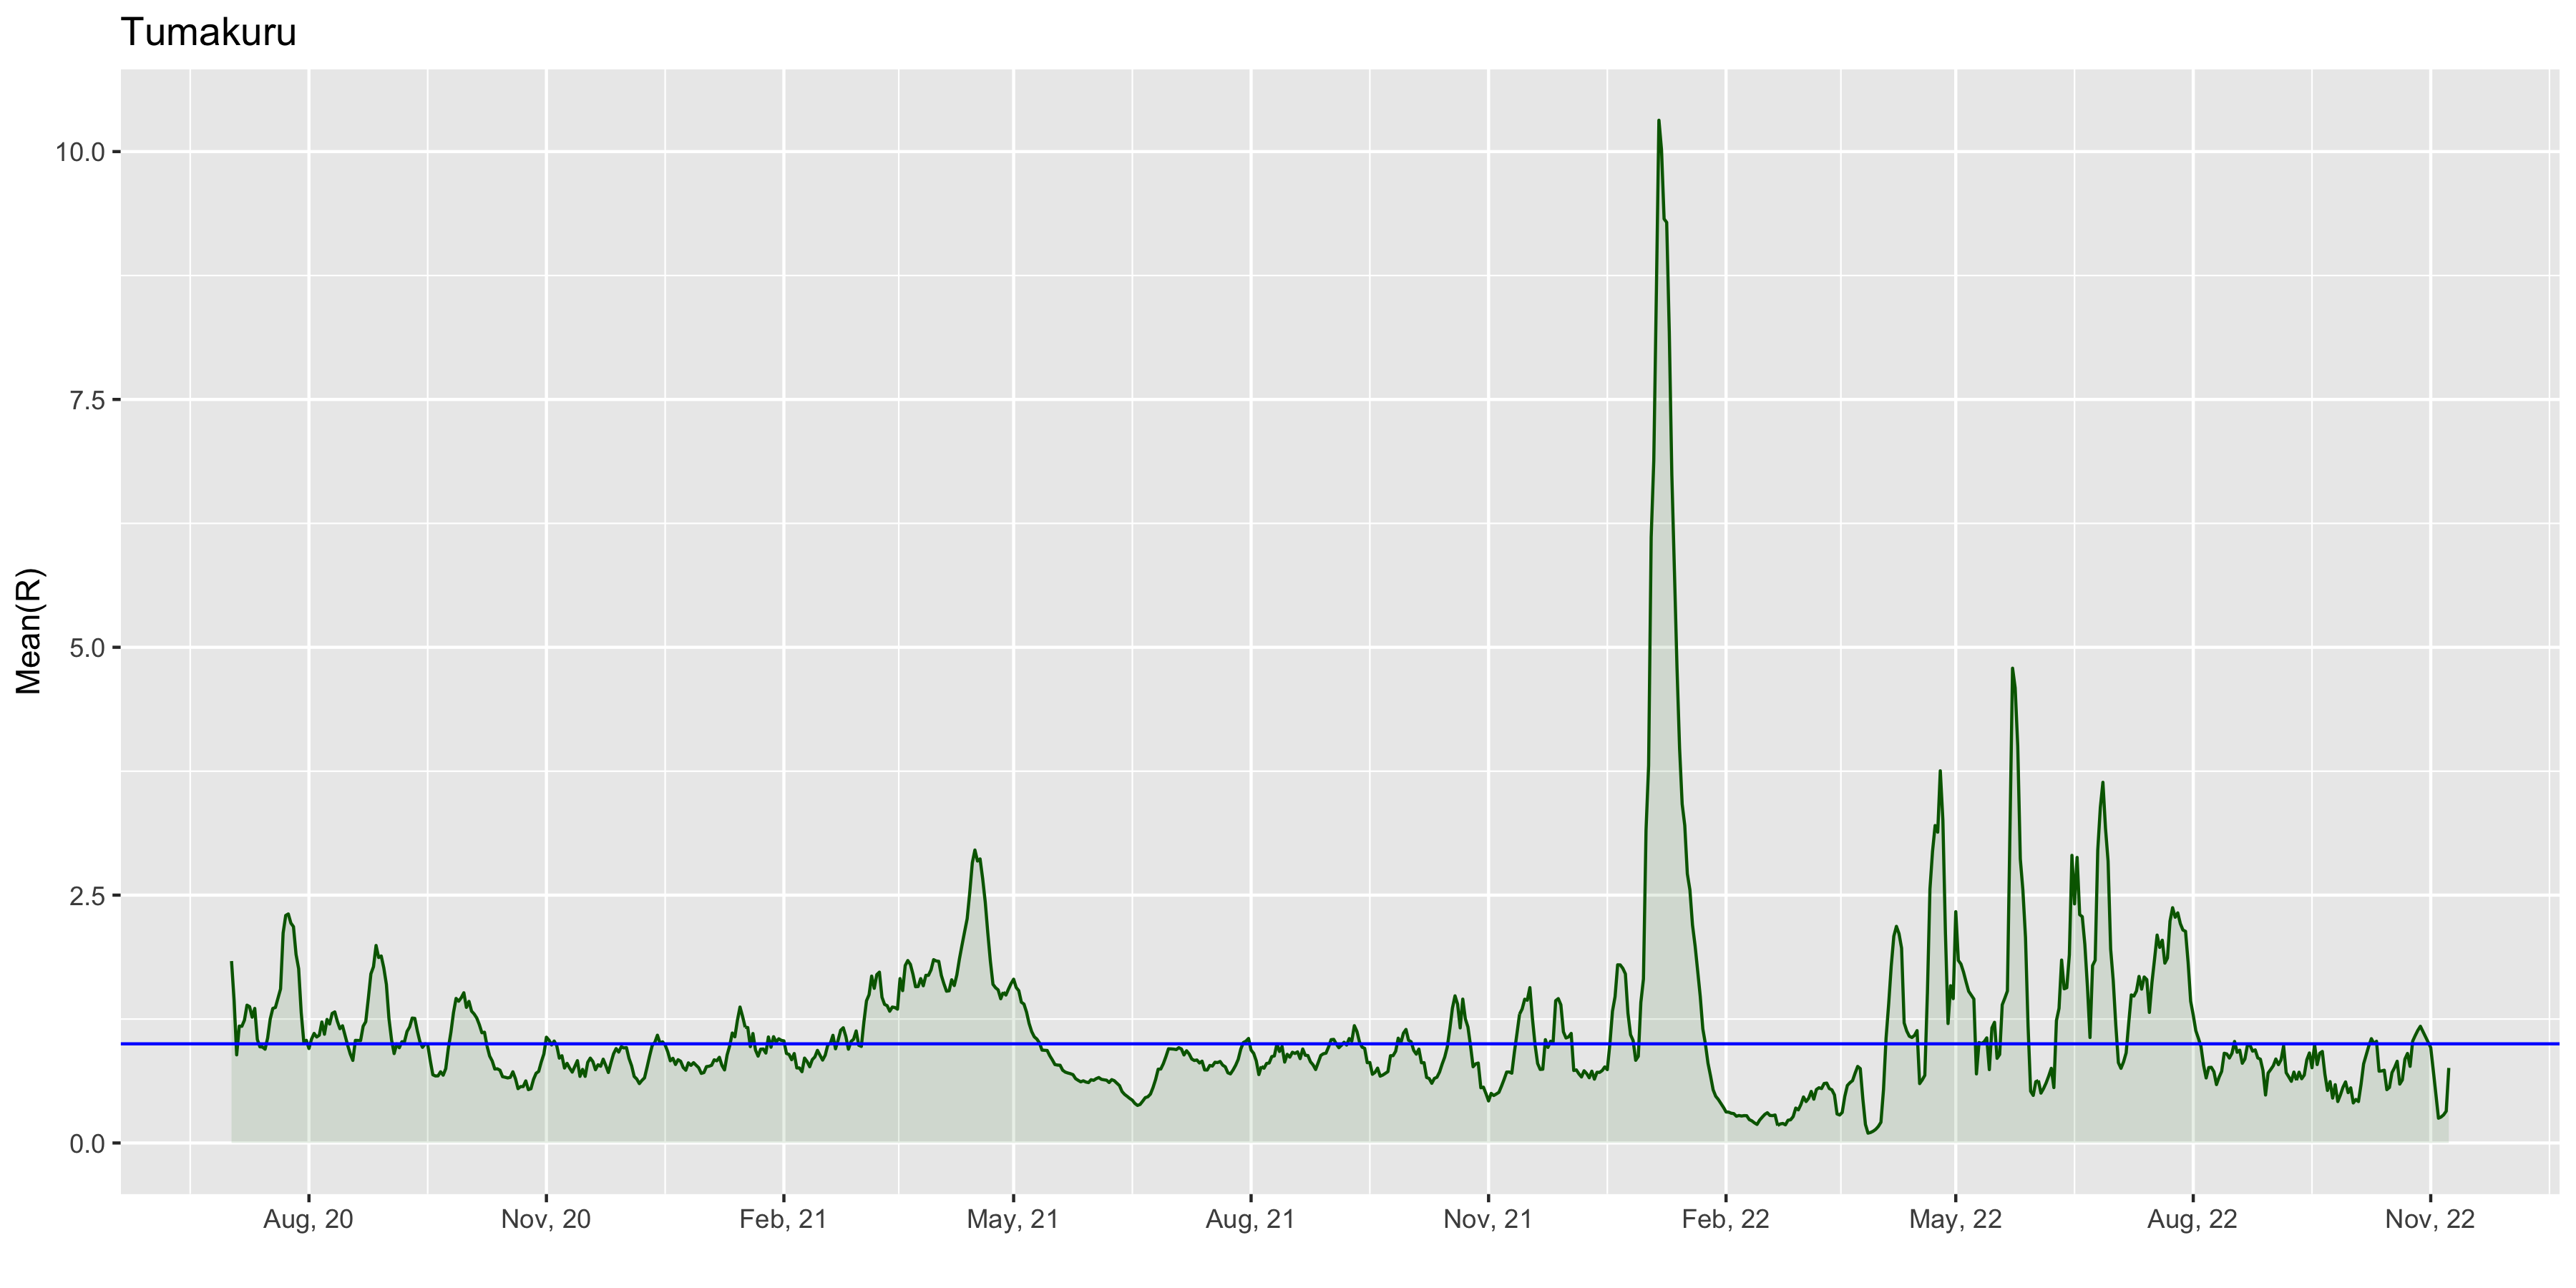 Tumakuru
Mean(R)
10.0
7.5
5.0
2.5
0.0
Aug, 20
Nov, 20
Feb, 21
May, 21
Aug, 21
Nov, 21
Feb, 22
May, 22
Aug, 22
Nov, 22